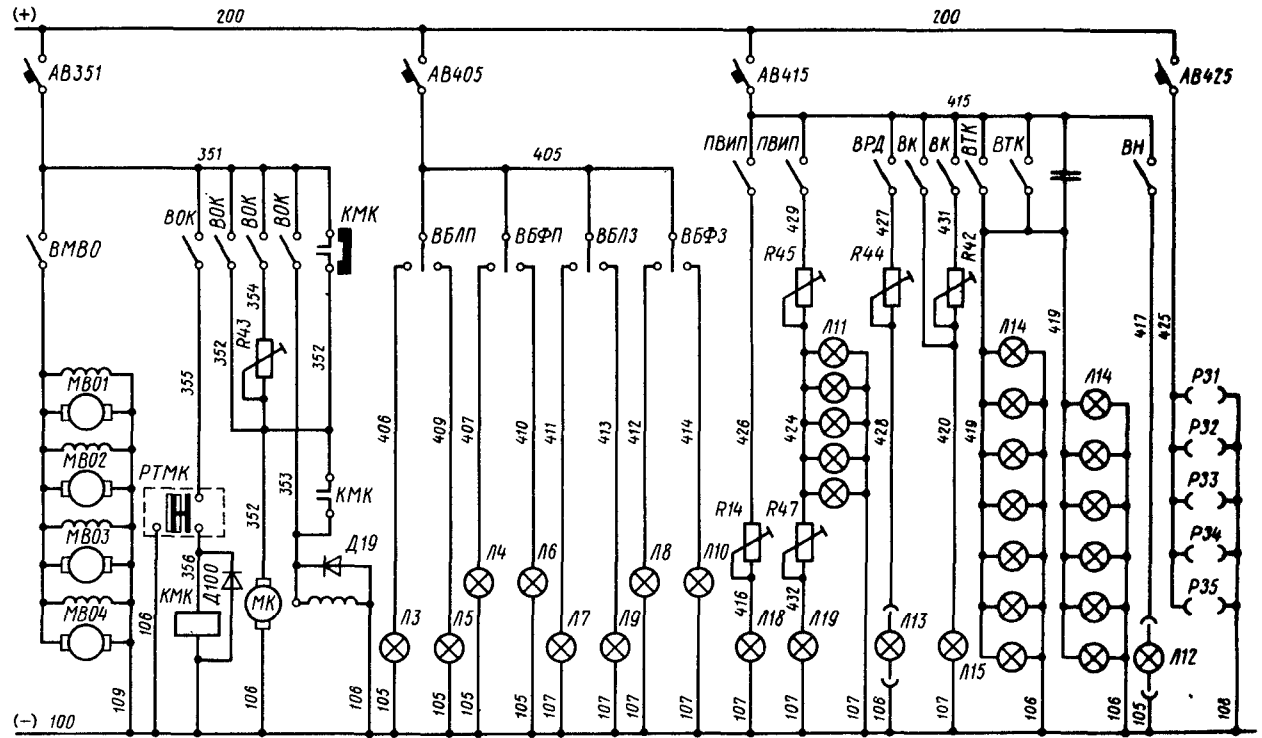 (+) 200 200
АВ351 АВ405 АВ415 АВ425
415
ПВИП ПВИП ВРД ВК ВК ВТК ВТК ВН
351 405
ВОК ВОК ВОК ВОК КМК
429 427 431
ВМВО ВБЛП ВБФП ВБЛЗ ВБФЗ
R45 R44 R42
354
R43
352 352
419 417 425
Л11 Л14
355
МВ01 Р31
406 409 407 410 411 413 412 414 426 424 428 420 419
Л14
Р32
МВ02
РТМК 353 КМК
352
Р33
R14 R47
МВ03 Д19 Р34
356 Д100
Л4 Л6 Л8 Л10
КМК МК Р35
416 432
МВ04
106
Л3 Л5 Л7 Л9 Л18 Л19 Л13 Л15 Л12
109 106 106 105 105 105 105 107 107 107 107 107 107 107 106 107 106 106 105 108
(–) 100